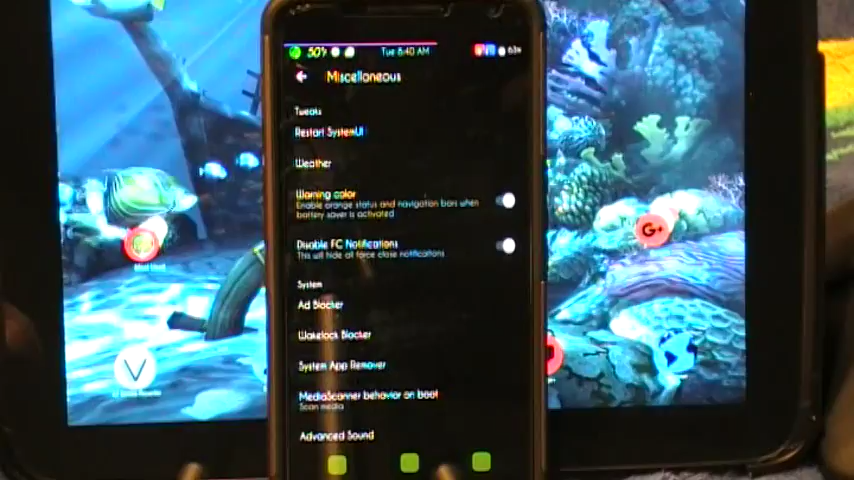 50°
Tue 6:40 AM
63%
Miscellaneous
Tweaks
Restart SystemUI
Weather
Warning color
Enable orange status and navigation bars when
battery saver is activated
Disable FC Notifications
This will hide all force close notifications
System
Ad Blocker
Wakelock Blocker
System App Remover
MediaScanner behavior on boot
Scan media
Advanced Sound
G+